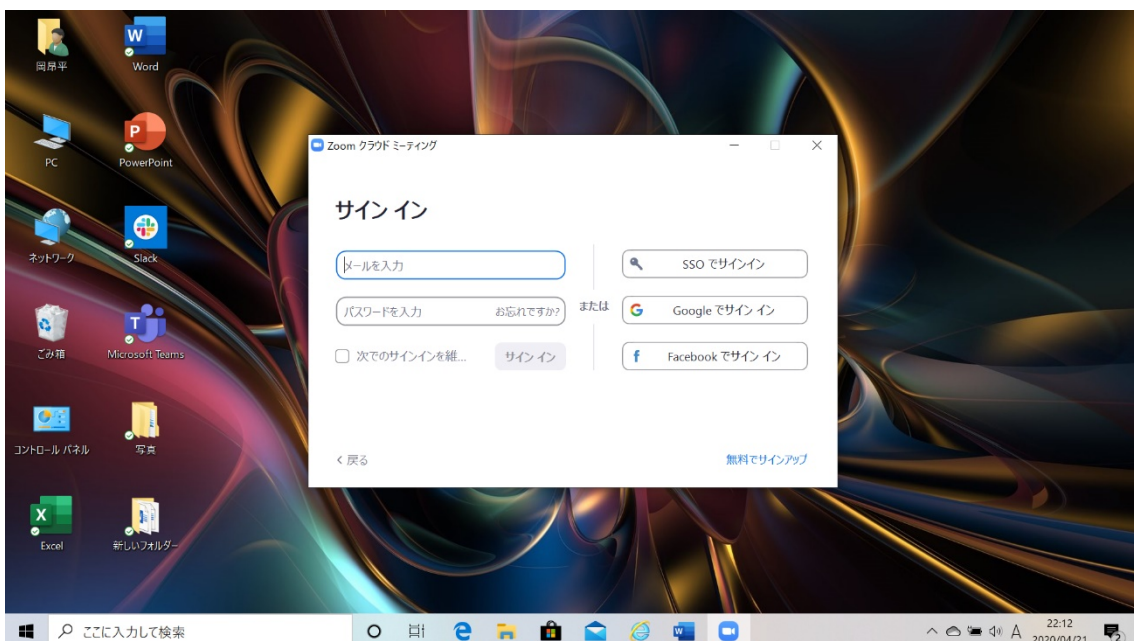 岡昂平
Word
PC
PowerPoint
ネットワーク
Slack
ごみ箱
Microsoft Teams
コントロール パネル
写真
Excel
新しいフォルダー
Zoom クラウド ミーティング
サイン イン
メールを入力
パスワードを入力 お忘れですか?
次でのサインインを継... サイン イン
または
SSO でサインイン
Google でサイン イン
Facebook でサイン イン
< 戻る
無料でサインアップ
ここに入力して検索
A
22:12
2020/04/21